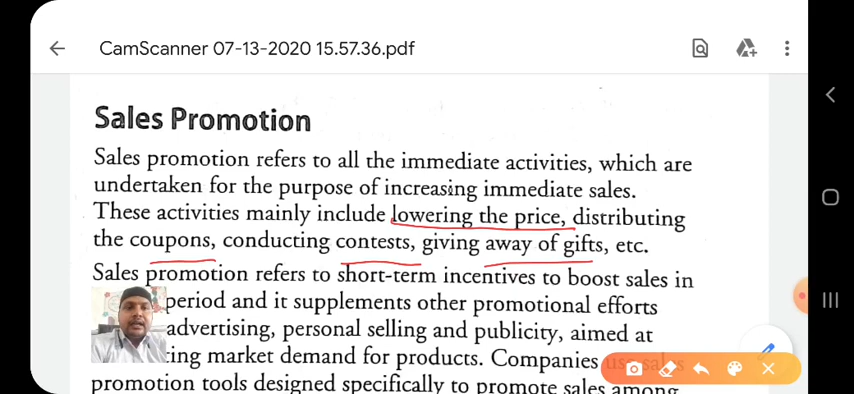 CamScanner 07-13-2020 15.57.36.pdf
Sales Promotion
Sales promotion refers to all the immediate activities, which are
undertaken for the purpose of increasing immediate sales.
These activities mainly include lowering the price, distributing
the coupons, conducting contests, giving away of gifts, etc.
Sales promotion refers to short-term incentives to boost sales in
period and it supplements other promotional efforts
advertising, personal selling and publicity, aimed at
ing market demand for products. Companies use sales
promotion tools designed specifically to promote sales among